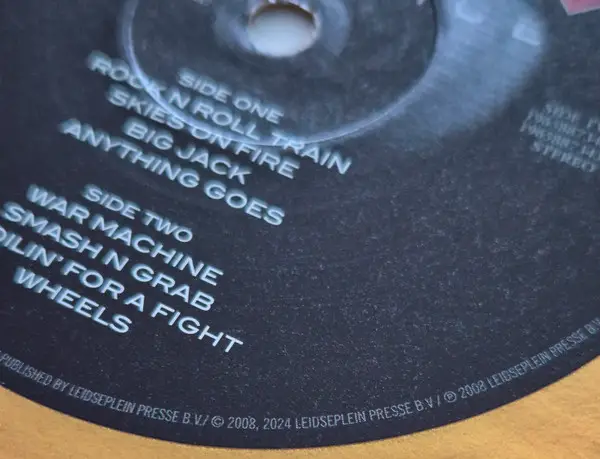 SIDE ONE
ROCK N ROLL TRAIN
SKIES ON FIRE
BIG JACK
ANYTHING GOES
SIDE TWO
WAR MACHINE
SMASH N GRAB
OILIN' FOR A FIGHT
WHEELS
STEREO
PUBLISHED BY LEIDSEPLEIN PRESSE B.V./ © 2008, 2024 LEIDSEPLEIN PRESSE B.V./ ℗ 2008 LEIDSEPLEIN PRESSE B.V.